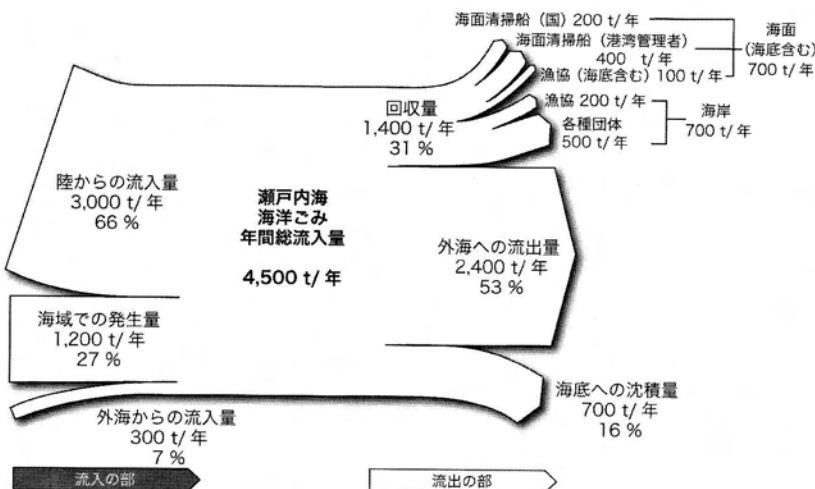 海面清掃船（国）200 t/ 年
海面清掃船（港湾管理者）
400 t/ 年
漁協（海底含む）100 t/ 年
海面
(海底含む)
700 t/ 年
漁協 200 t/ 年
各種団体
500 t/ 年
海岸
700 t/ 年
回収量
1,400 t/ 年
31 %
陸からの流入量
3,000 t/ 年
66 %
瀬戸内海
海洋ごみ
年間総流入量
4,500 t/ 年
外海への流出量
2,400 t/ 年
53 %
海域での発生量
1,200 t/ 年
27 %
外海からの流入量
300 t/ 年
7 %
海底への沈積量
700 t/ 年
16 %
流入の部
流出の部